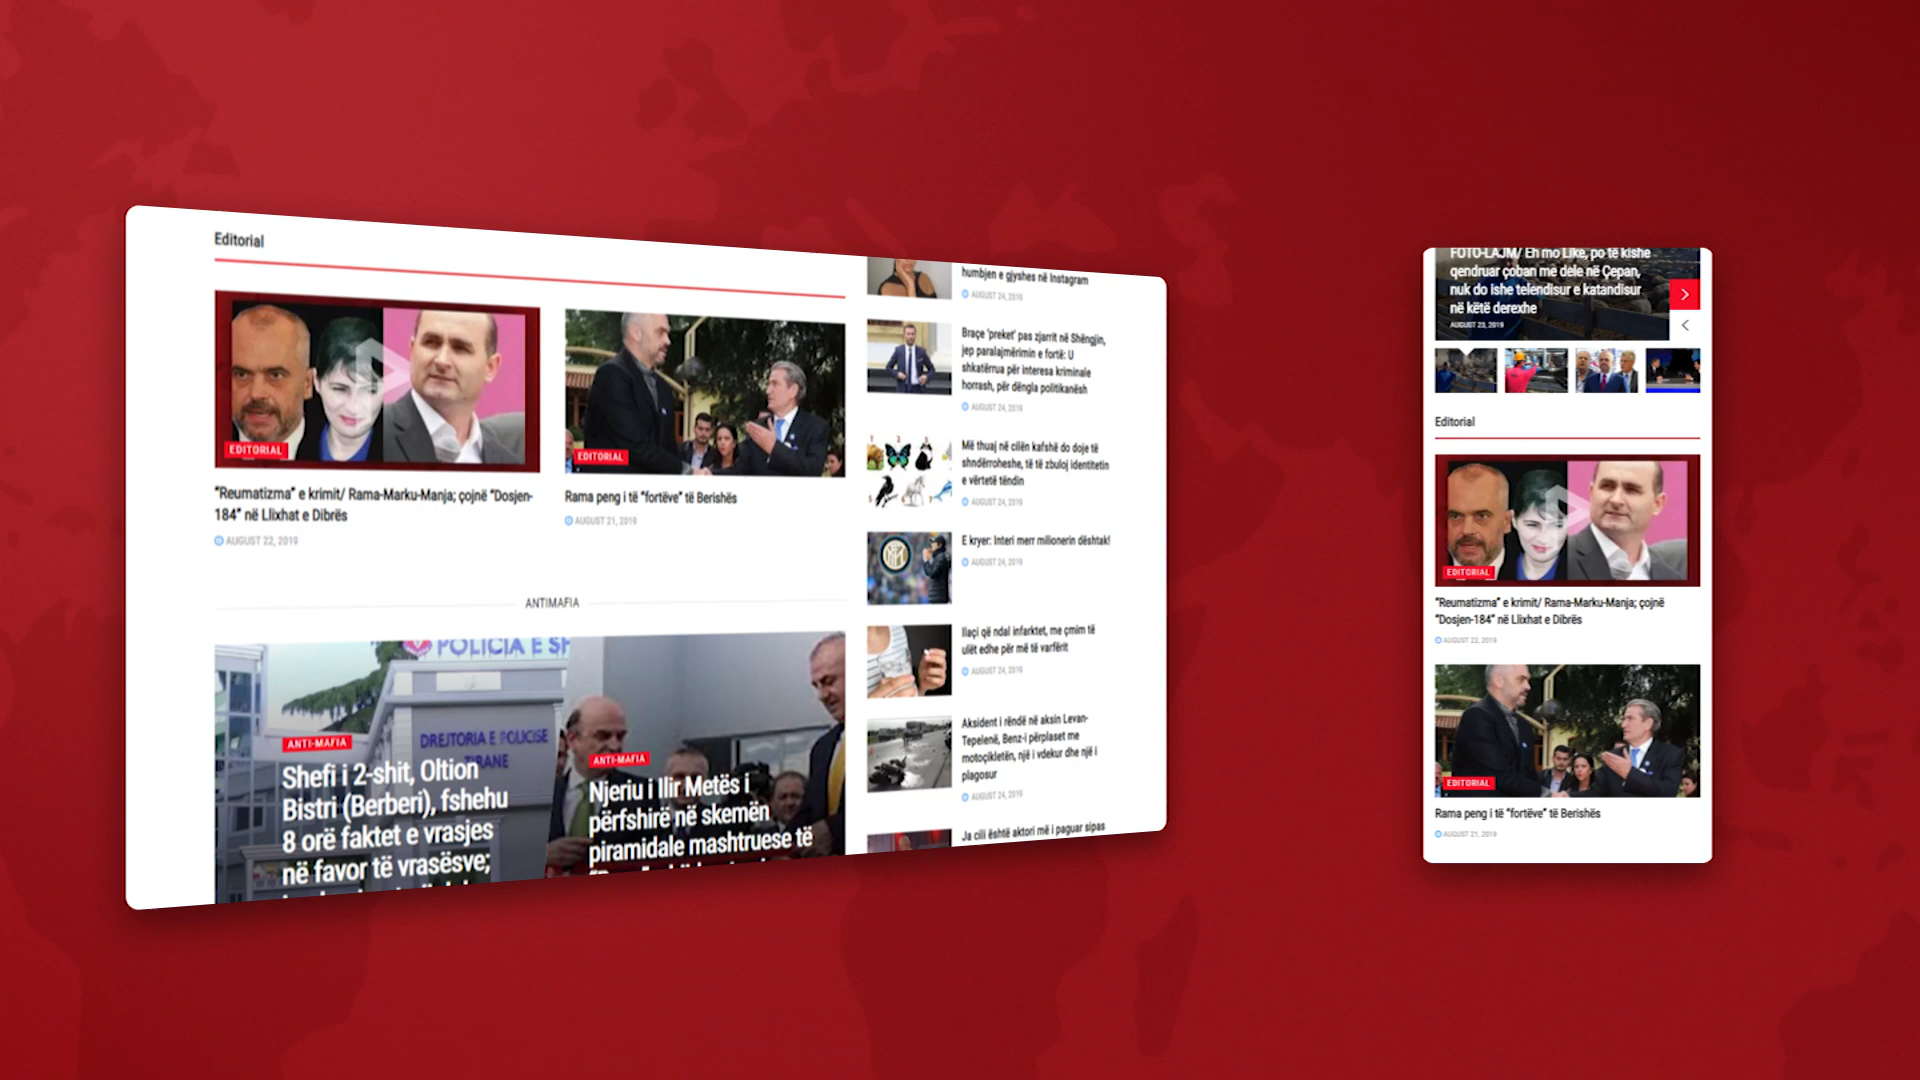 Editorial
EDITORIAL
“Reumatizma” e krimit/ Rama-Marku-Manja; çojnë “Dosjen-
184” në Llixhat e Dibrës
AUGUST 22, 2019
EDITORIAL
Rama peng i të “fortëve” të Berishës
AUGUST 21, 2019
ANTIMAFIA
POLICIA E SH
DREJTORIA E POLICISE
TIRANE
ANTI-MAFIA
Shefi i 2-shit, Oltion
Bistri (Berberi), fshehu
8 orë faktet e vrasjes
në favor të vrasësve;
ANTI-MAFIA
Njeriu i Ilir Metës i
përfshirë në skemën
piramidale mashtruese të
humbjen e gjyshes në Instagram
AUGUST 24, 2019
Braçe ‘preket’ pas zjarrit në Shëngjin,
jep paralajmërimin e fortë: U
shkatërrua për interesa kriminale
horrash, për dëngla politikanësh
AUGUST 24, 2019
Më thuaj në cilën kafshë do doje të
shndërroheshe, të të zbuloj identitetin
e vërtetë tëndin
AUGUST 24, 2019
E kryer: Interi merr milionerin dështak!
AUGUST 24, 2019
Ilaçi që ndal infarktet, me çmim të
ulët edhe për më të varfërit
AUGUST 24, 2019
Aksident i rëndë në aksin Levan-
Tepelenë, Benz-i përplaset me
motoçikletën, një i vdekur dhe një i
plagosur
AUGUST 24, 2019
Ja cili është aktori më i paguar sipas
FOTO-LAJM/ Eh mo Like, po të kishe
qendruar çoban me dele në Çepan,
nuk do ishe telendisur e katandisur
në këtë derexhe
AUGUST 23, 2019
Editorial
EDITORIAL
“Reumatizma” e krimit/ Rama-Marku-Manja; çojnë
“Dosjen-184” në Llixhat e Dibrës
AUGUST 22, 2019
EDITORIAL
Rama peng i të “fortëve” të Berishës
AUGUST 21, 2019